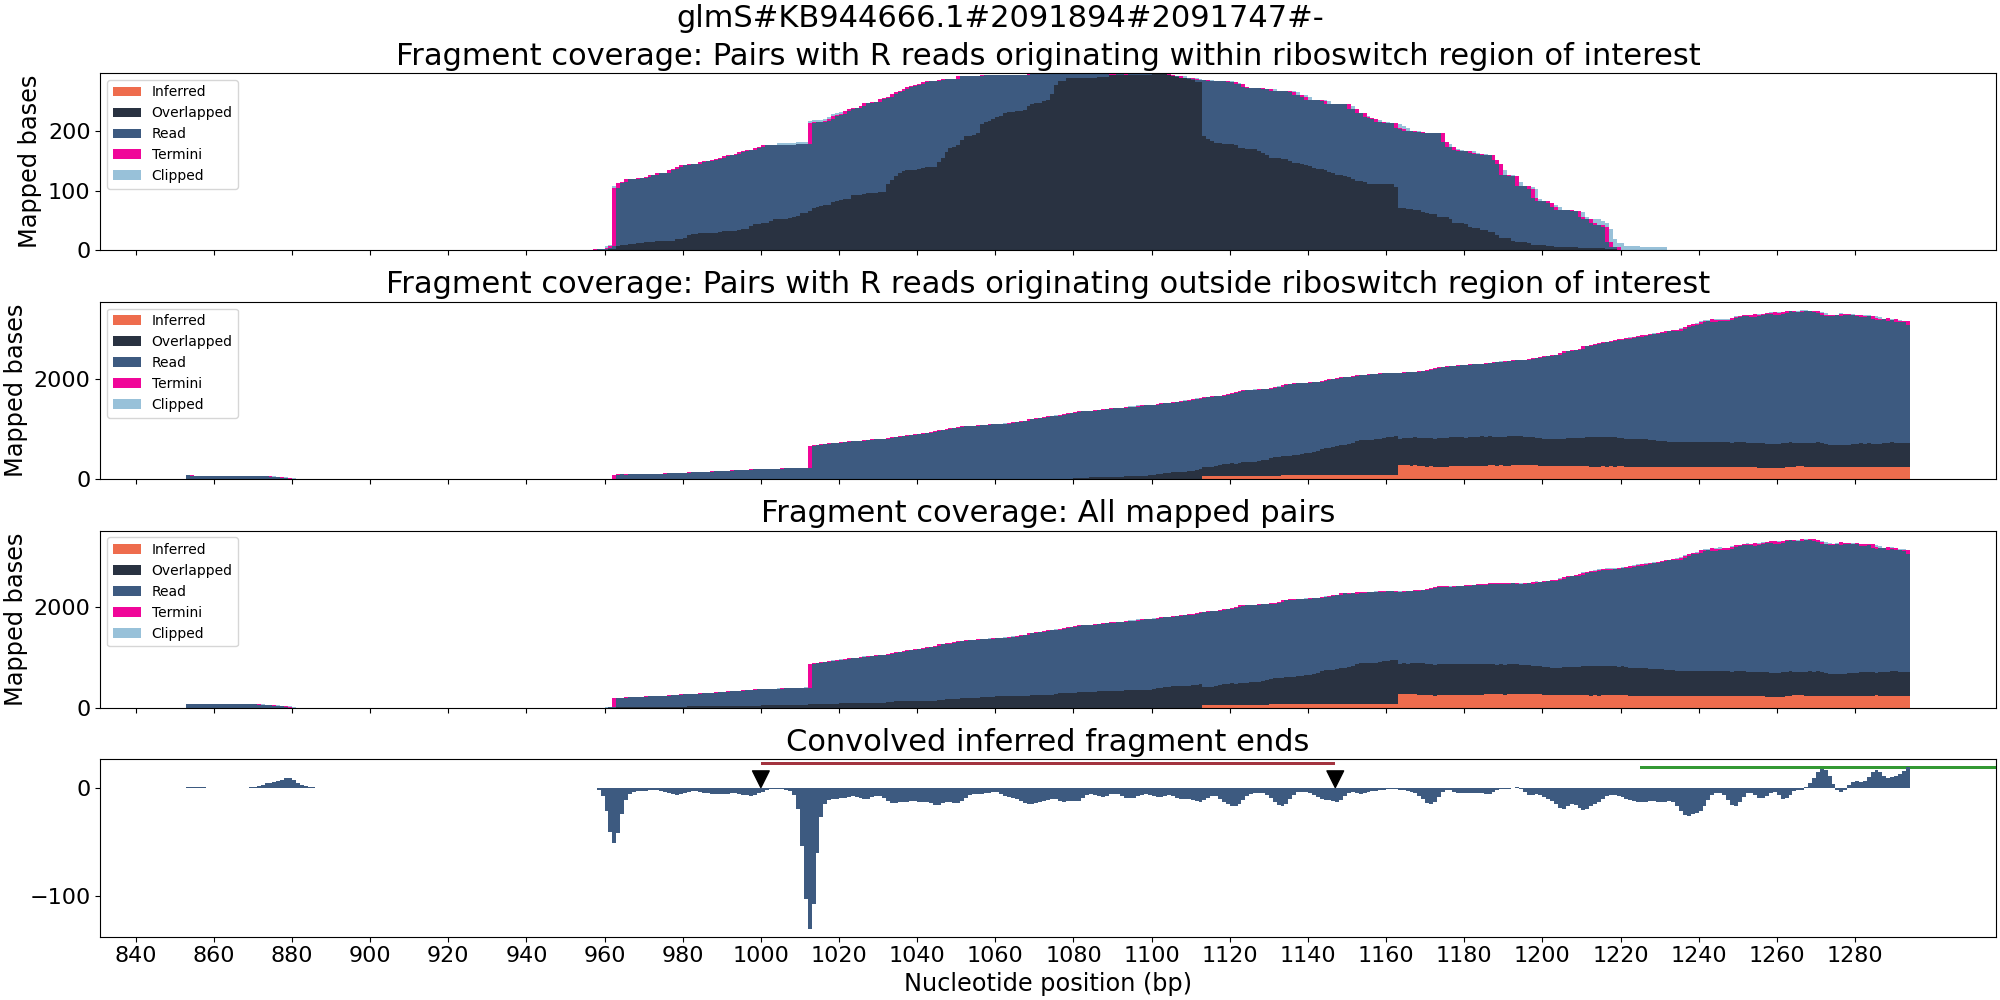 glmS#KB944666.1#2091894#2091747#-
Fragment coverage: Pairs with R reads originating within riboswitch region of interest
Mapped bases
200
100
0
Inferred
Overlapped
Read
Termini
Clipped
Fragment coverage: Pairs with R reads originating outside riboswitch region of interest
Mapped bases
2000
0
Inferred
Overlapped
Read
Termini
Clipped
Fragment coverage: All mapped pairs
Mapped bases
2000
0
Inferred
Overlapped
Read
Termini
Clipped
Convolved inferred fragment ends
0
−100
840 860 880 900 920 940 960 980 1000 1020 1040 1060 1080 1100 1120 1140 1160 1180 1200 1220 1240 1260 1280
Nucleotide position (bp)